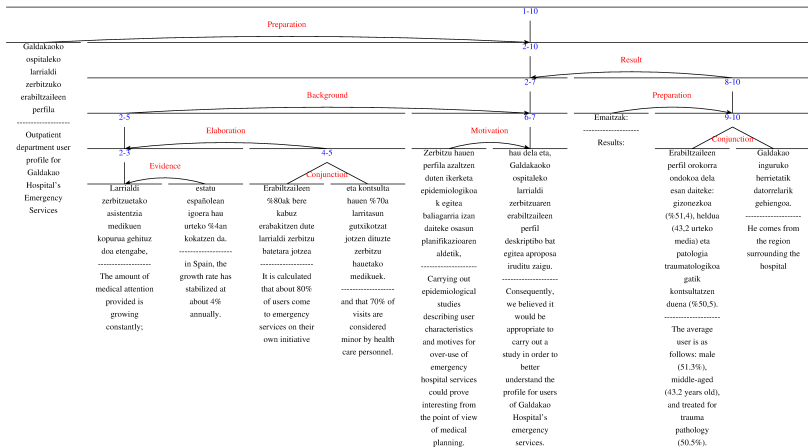 1-10
Preparation
2-10
Galdakaoko
ospitaleko
larrialdi
zerbitzuko
erabiltzaileen
perfila
--------------------
Outpatient
department user
profile for
Galdakao
Hospital's
Emergency
Services
Result
2-7
8-10
Background
Preparation
2-5
6-7
Emaitzak:
---------------------
Results:
9-10
Elaboration
Motivation
Conjunction
2-3
4-5
Evidence
Conjunction
Larrialdi
zerbitzuetako
asistentzia
medikuen
kopurua gehituz
doa etengabe,
--------------------
The amount of
medical attention
provided is
growing
constantly;
estatu
españolean
igoera hau
urteko %4an
kokatzen da.
--------------------
in Spain, the
growth rate has
stabilized at
about 4%
annually.
Erabiltzaileen
%80ak bere
kabuz
erabakitzen dute
larrialdi zerbitzu
batetara jotzea
--------------------
It is calculated
that about 80%
of users come
to emergency
services on their
own initiative
eta kontsulta
hauen %70a
larritasun
gutxikotzat
jotzen dituzte
zerbitzu
hauetako
medikuek.
--------------------
and that 70% of
visits are
considered
minor by health
care personnel.
Zerbitzu hauen
perfila azaltzen
duten ikerketa
epidemiologikoa
k egitea
baliagarria izan
daiteke osasun
planifikazioaren
aldetik,
---------------------
Carrying out
epidemiological
studies
describing user
characteristics
and motives for
over-use of
emergency
hospital services
could prove
interesting from
the point of view
of medical
planning.
hau dela eta,
Galdakaoko
ospitaleko
larrialdi
zerbitzuaren
erabiltzaileen
perfil
deskriptibo bat
egitea aproposa
iruditu zaigu.
---------------------
Consequently,
we believed it
would be
appropriate to
carry out a
study in order to
better
understand the
profile for users
of Galdakao
Hospital's
emergency
services.
Erabiltzaileen
perfil orokorra
ondokoa dela
esan daiteke:
gizonezkoa
(%51,4), heldua
(43,2 urteko
media) eta
patologia
traumatologikoa
gatik
kontsultatzen
duena (%50,5).
---------------------
The average
user is as
follows: male
(51.3%),
middle-aged
(43.2 years old),
and treated for
trauma
pathology
(50.5%).
Galdakao
inguruko
herrietatik
datorrelarik
gehiengoa.
--------------------
He comes from
the region
surrounding the
hospital